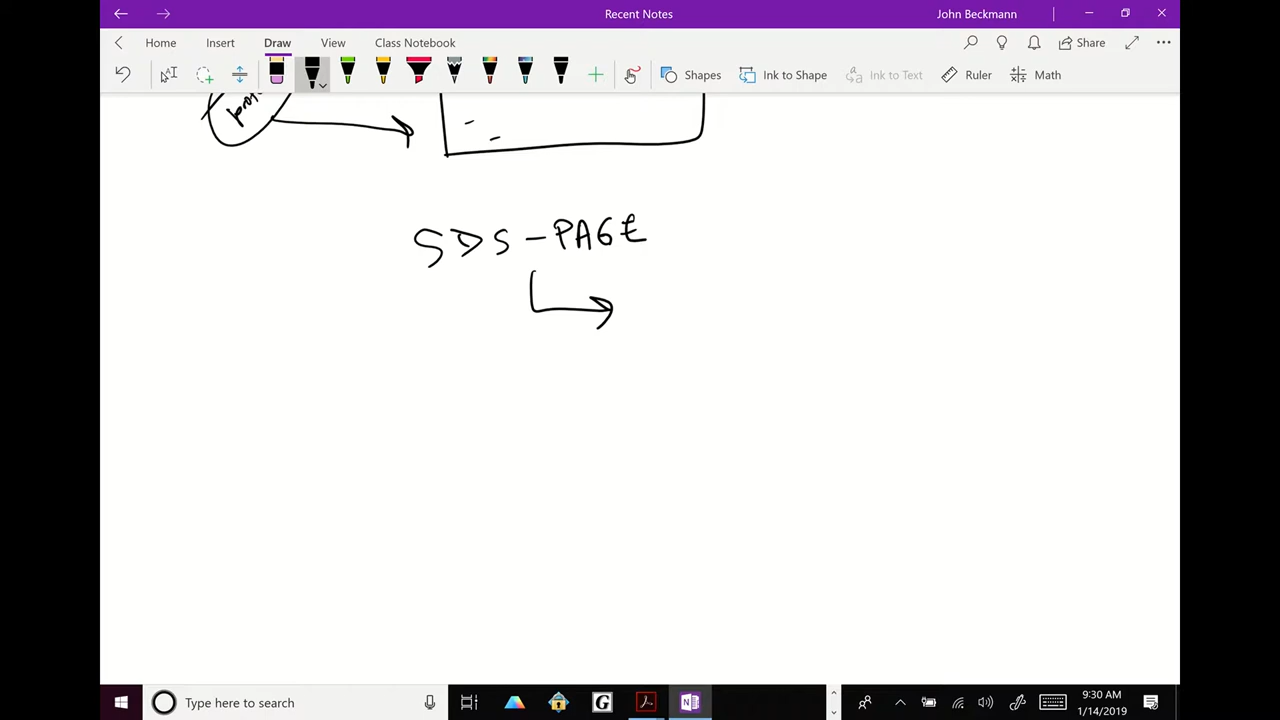 Recent Notes
John Beckmann
Home Insert Draw View Class Notebook
Share
Shapes Ink to Shape Ink to Text Ruler Math
SDS-PAGE
Type here to search
9:30 AM
1/14/2019